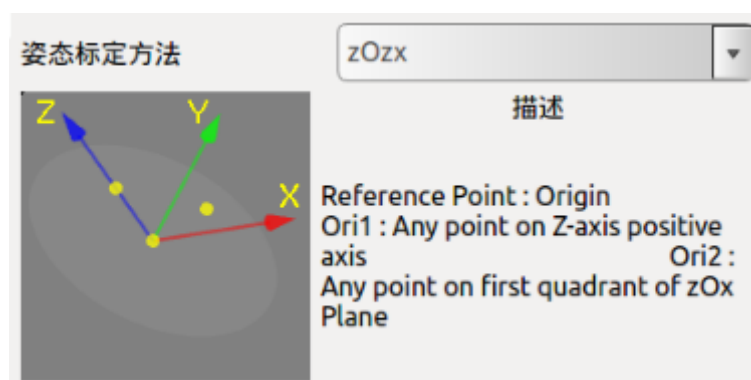 姿态标定方法
zOzx
描述
Z
Y
X
Reference Point : Origin
Ori1 : Any point on Z-axis positive
axis Ori2 :
Any point on first quadrant of zOx
Plane